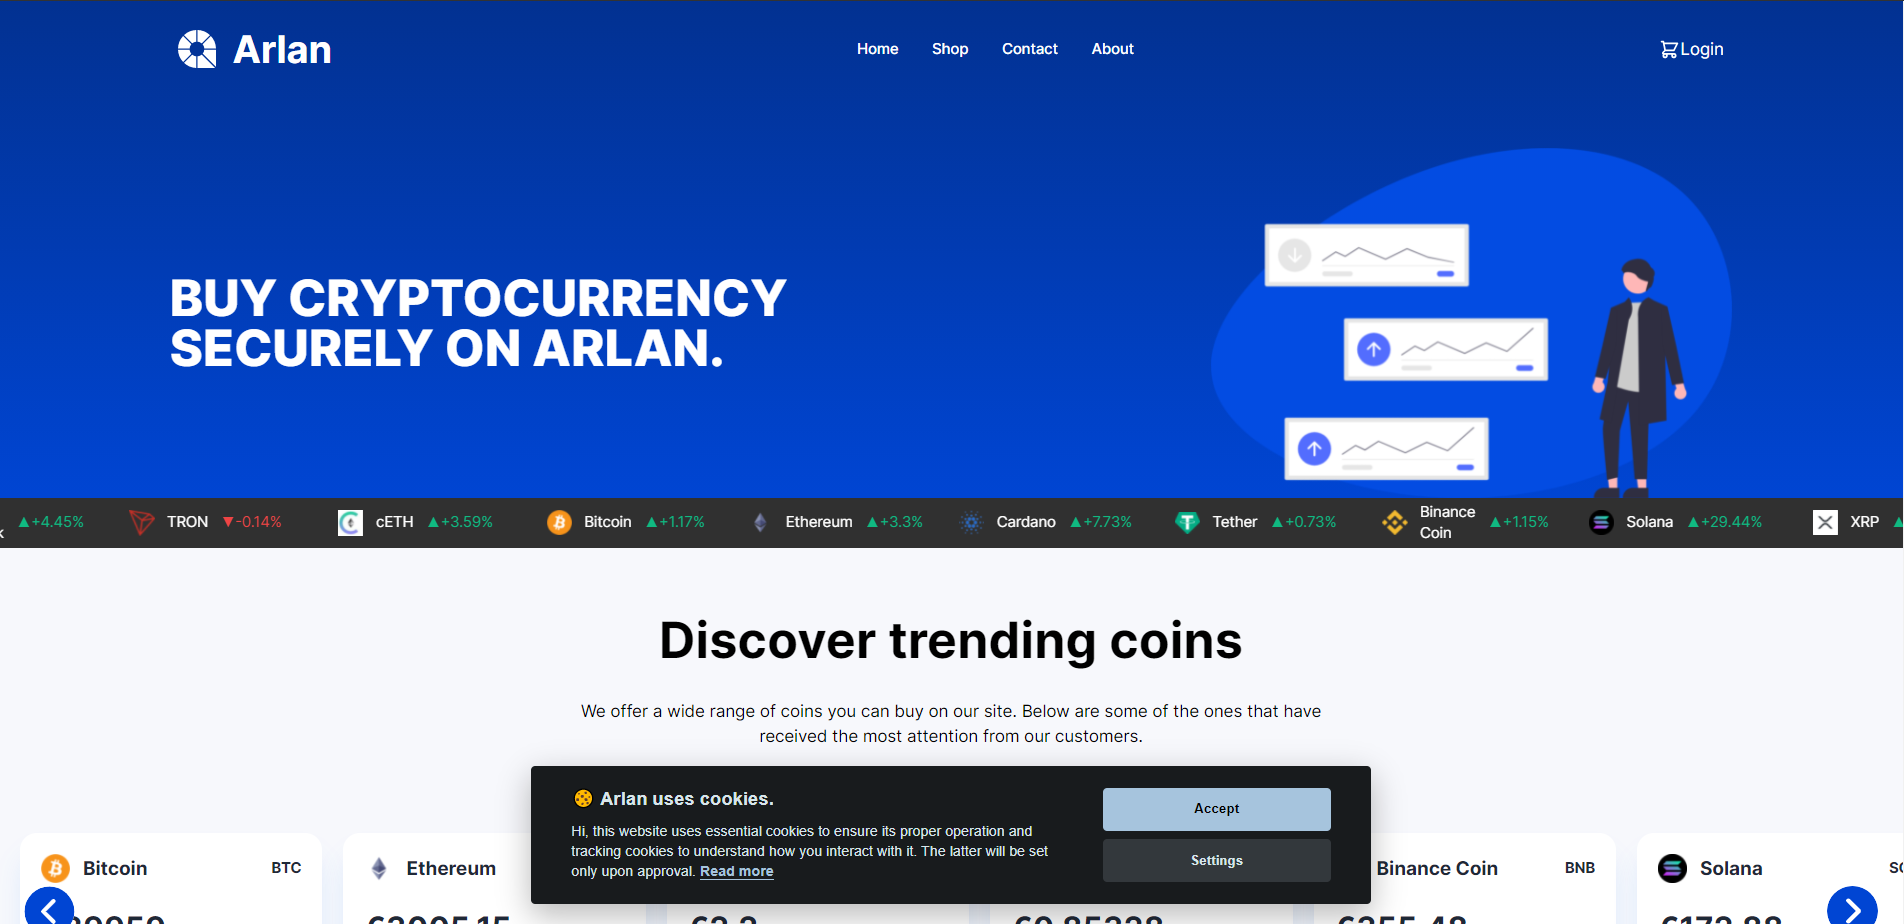 Arlan
Home Shop Contact About
Login
BUY CRYPTOCURRENCY
SECURELY ON ARLAN.
+4.45% TRON -0.14% cETH +3.59% Bitcoin +1.17% Ethereum +3.3% Cardano +7.73% Tether +0.73% Binance Coin +1.15% Solana +29.44% XRP
Discover trending coins
We offer a wide range of coins you can buy on our site. Below are some of the ones that have
received the most attention from our customers.
Arlan uses cookies.
Hi, this website uses essential cookies to ensure its proper operation and
tracking cookies to understand how you interact with it. The latter will be set
only upon approval. Read more
Accept
Settings
Bitcoin BTC
Ethereum
Binance Coin BNB
Solana